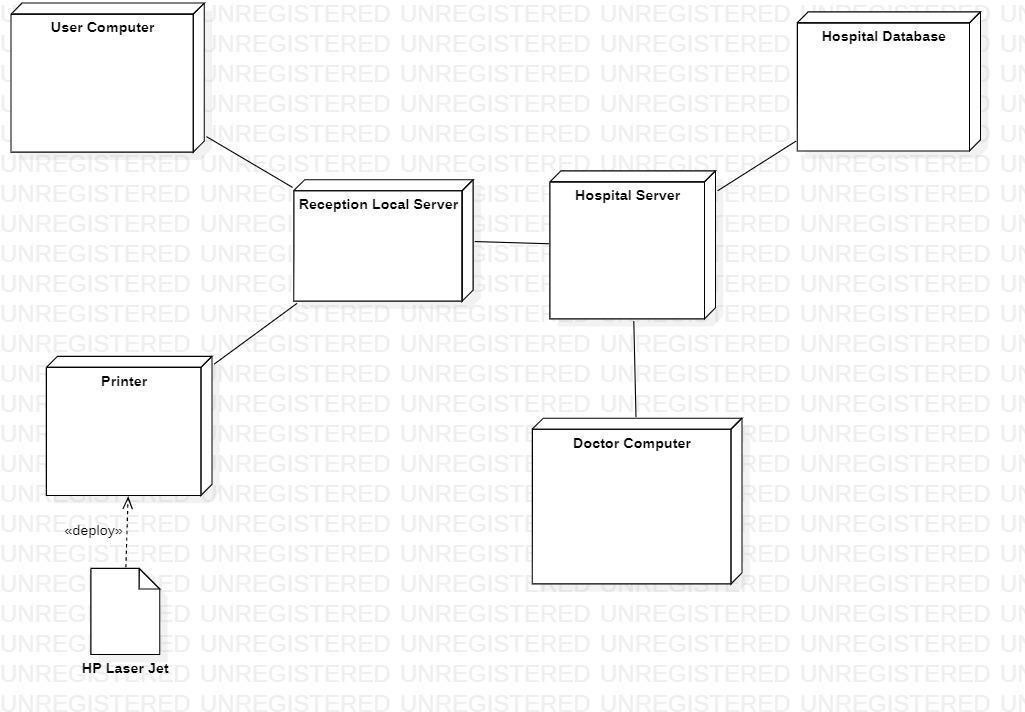 User Computer
Hospital Database
Reception Local Server
Hospital Server
Printer
Doctor Computer
«deploy»
HP Laser Jet
UNREGISTERED